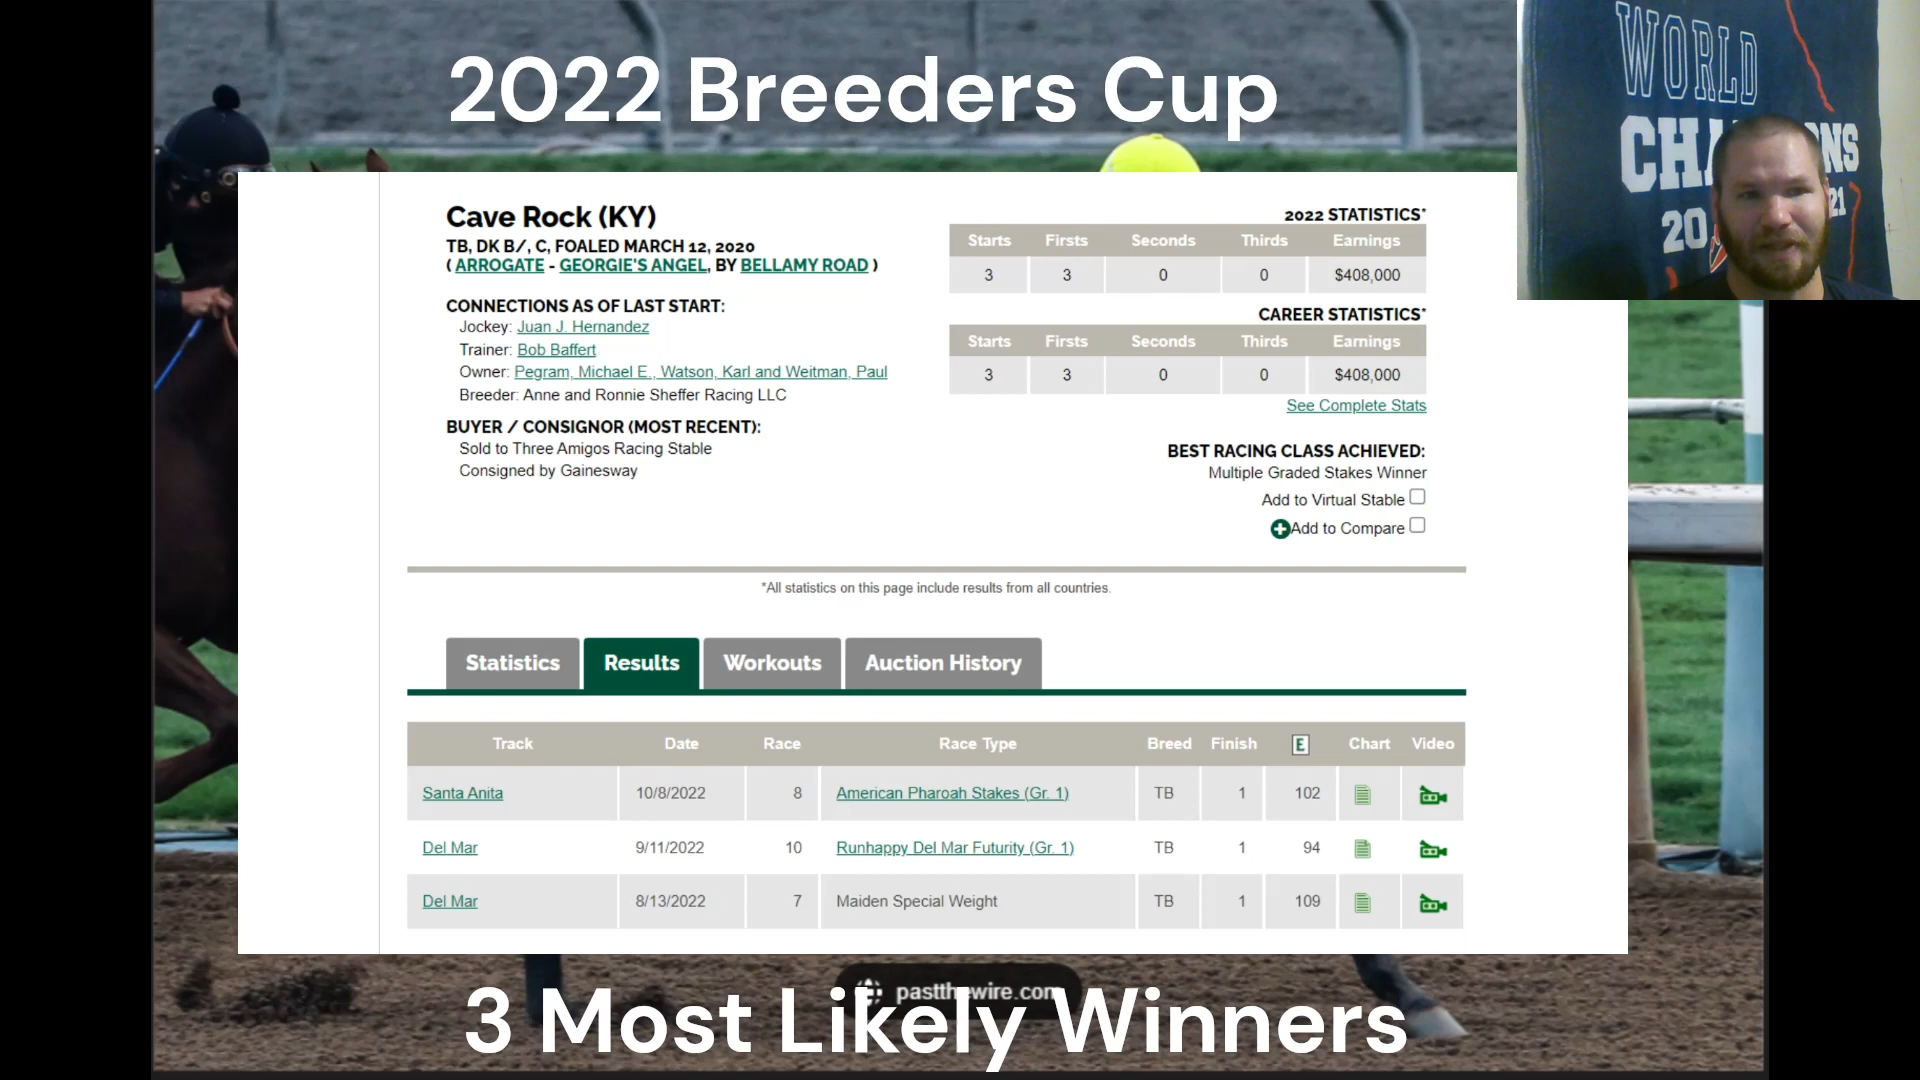 2022 Breeders Cup
WORLD
CHA NS
20 21
Cave Rock (KY)
TB, DK B/, C, FOALED MARCH 12, 2020
( ARROGATE - GEORGIE'S ANGEL, BY BELLAMY ROAD )
CONNECTIONS AS OF LAST START:
Jockey: Juan J. Hernandez
Trainer: Bob Baffert
Owner: Pegram, Michael E., Watson, Karl and Weitman, Paul
Breeder: Anne and Ronnie Sheffer Racing LLC
BUYER / CONSIGNOR (MOST RECENT):
Sold to Three Amigos Racing Stable
Consigned by Gainesway
2022 STATISTICS*
Starts Firsts Seconds Thirds Earnings
3 3 0 0 $408,000
CAREER STATISTICS*
Starts Firsts Seconds Thirds Earnings
3 3 0 0 $408,000
See Complete Stats
BEST RACING CLASS ACHIEVED:
Multiple Graded Stakes Winner
Add to Virtual Stable
Add to Compare
*All statistics on this page include results from all countries.
Statistics Results Workouts Auction History
Track Date Race Race Type Breed Finish E Chart Video
Santa Anita 10/8/2022 8 American Pharoah Stakes (Gr. 1) TB 1 102
Del Mar 9/11/2022 10 Runhappy Del Mar Futurity (Gr. 1) TB 1 94
Del Mar 8/13/2022 7 Maiden Special Weight TB 1 109
pastthewire.com
3 Most Likely Winners